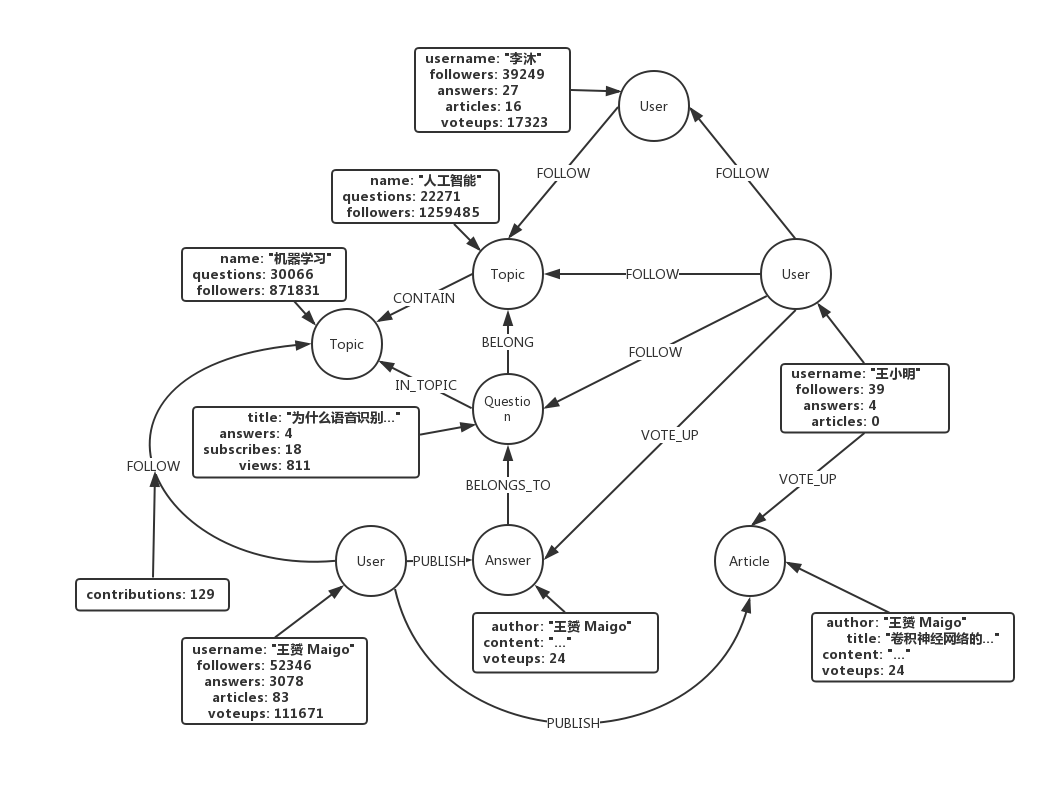 username: "李沐"
followers: 39249
answers: 27
articles: 16
voteups: 17323
User
FOLLOW
FOLLOW
name: "人工智能"
questions: 22271
followers: 1259485
name: "机器学习"
questions: 30066
followers: 871831
Topic
FOLLOW
User
CONTAIN
Topic
BELONG
FOLLOW
IN_TOPIC
username: "王小明"
followers: 39
answers: 4
articles: 0
Questio
n
title: "为什么语音识别..."
answers: 4
subscribes: 18
views: 811
VOTE_UP
FOLLOW
BELONGS_TO
VOTE_UP
User
PUBLISH
Answer
Article
contributions: 129
username: "王赟 Maigo"
followers: 52346
answers: 3078
articles: 83
voteups: 111671
author: "王赟 Maigo"
content: "..."
voteups: 24
author: "王赟 Maigo"
title: "卷积神经网络的..."
content: "..."
voteups: 24
PUBLISH